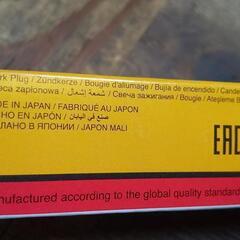 rk Plug / Zündkerze / Bougie d'allumage / Bujia de encendido / Cande
eca zapłonowa / شمعة إشعال / Свеча зажигания / Bougie / Ateşleme B
DE IN JAPAN / FABRIQUÉ AU JAPON
HO EN JAPÓN / صنع في اليابان
ЛАНО В ЯПОНИИ / JAPON MALI
EAC
nufactured according to the global quality standard